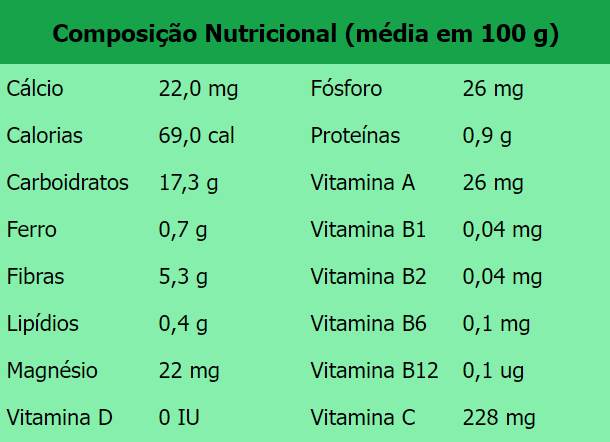 Composição Nutricional (média em 100 g)
Cálcio 22,0 mg Fósforo 26 mg
Calorias 69,0 cal Proteínas 0,9 g
Carboidratos 17,3 g Vitamina A 26 mg
Ferro 0,7 g Vitamina B1 0,04 mg
Fibras 5,3 g Vitamina B2 0,04 mg
Lipídios 0,4 g Vitamina B6 0,1 mg
Magnésio 22 mg Vitamina B12 0,1 ug
Vitamina D 0 IU Vitamina C 228 mg